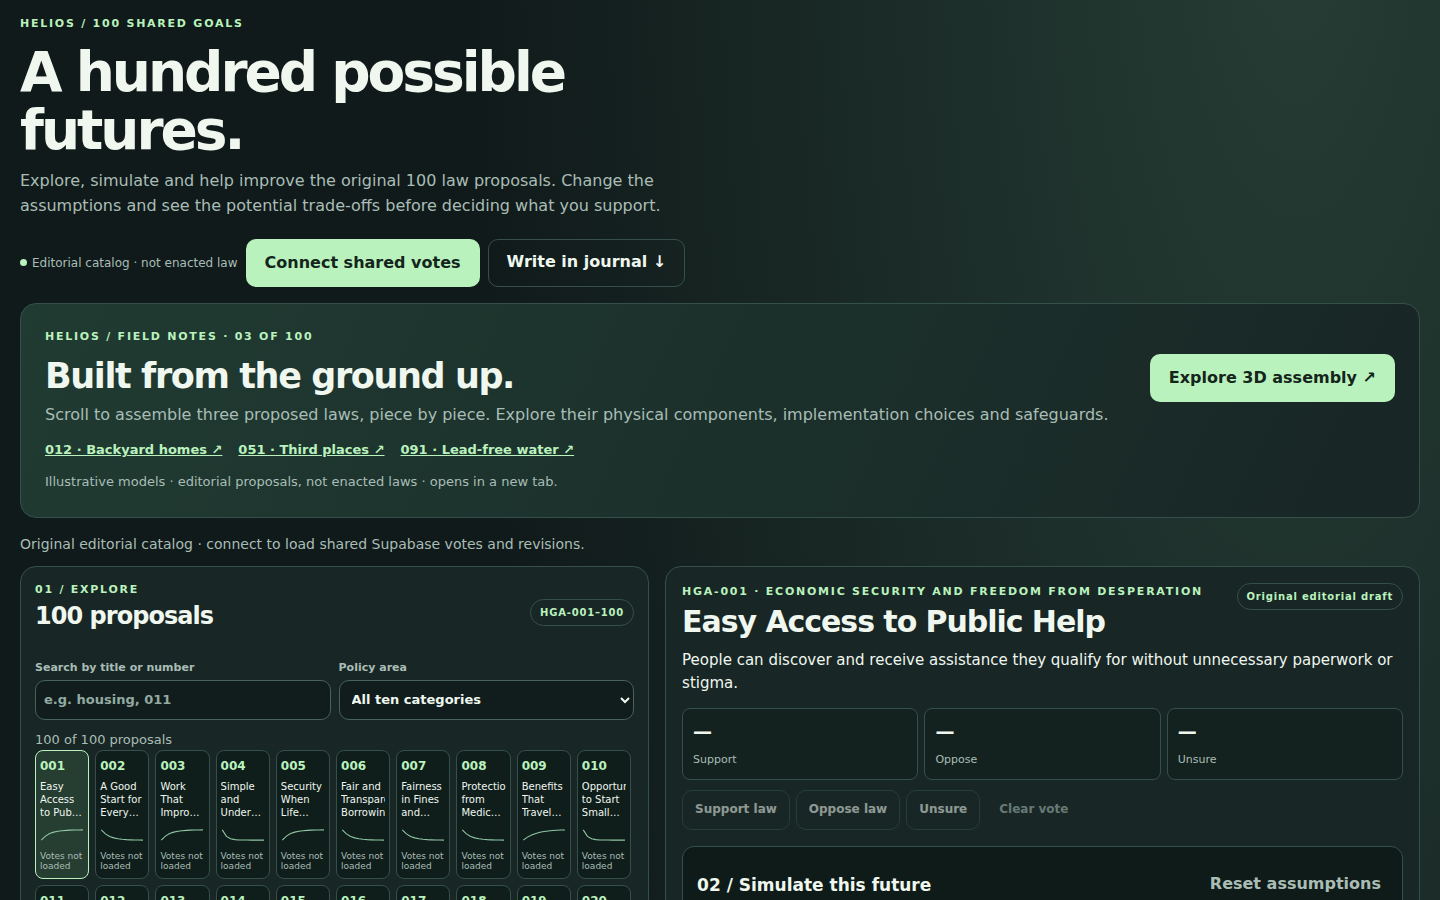 HELIOS / 100 SHARED GOALS
A hundred possible
futures.
Explore, simulate and help improve the original 100 law proposals. Change the
assumptions and see the potential trade-offs before deciding what you support.
Editorial catalog · not enacted law
Connect shared votes
Write in journal ↓
HELIOS / FIELD NOTES · 03 OF 100
Built from the ground up.
Scroll to assemble three proposed laws, piece by piece. Explore their physical components, implementation choices and safeguards.
012 · Backyard homes ↗
051 · Third places ↗
091 · Lead-free water ↗
Illustrative models · editorial proposals, not enacted laws · opens in a new tab.
Explore 3D assembly ↗
Original editorial catalog · connect to load shared Supabase votes and revisions.
01 / EXPLORE
100 proposals
HGA-001–100
Search by title or number
Policy area
e.g. housing, 011
All ten categories
100 of 100 proposals
001
Easy
Access
to Pub...
Votes not
loaded
002
A Good
Start for
Every...
Votes not
loaded
003
Work
That
Impro...
Votes not
loaded
004
Simple
and
Under...
Votes not
loaded
005
Security
When
Life...
Votes not
loaded
006
Fair and
Transpar
Borrowin
Votes not
loaded
007
Fairness
in Fines
and...
Votes not
loaded
008
Protectio
from
Medic...
Votes not
loaded
009
Benefits
That
Travel...
Votes not
loaded
010
Opportun
to Start
Small...
Votes not
loaded
011
012
013
014
015
016
017
018
019
020
HGA-001 · ECONOMIC SECURITY AND FREEDOM FROM DESPERATION
Original editorial draft
Easy Access to Public Help
People can discover and receive assistance they qualify for without unnecessary paperwork or
stigma.
—
Support
—
Oppose
—
Unsure
Support law
Oppose law
Unsure
Clear vote
02 / Simulate this future
Reset assumptions